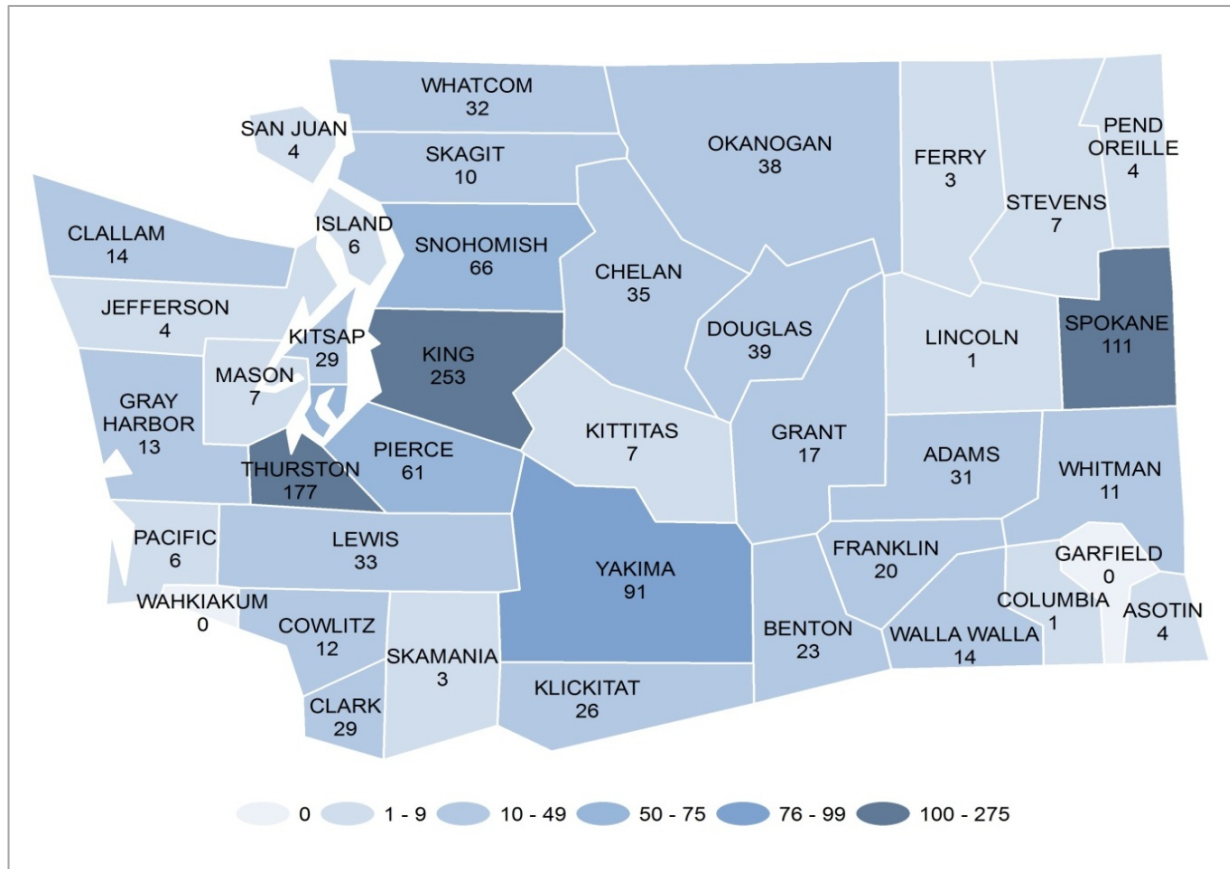 WHATCOM
32
SAN JUAN
4
SKAGIT
10
OKANOGAN
38
FERRY
3
PEND
OREILLE
4
STEVENS
7
CLALLAM
14
ISLAND
6
SNOHOMISH
66
CHELAN
35
JEFFERSON
4
KITSAP
29
KING
253
DOUGLAS
39
LINCOLN
1
SPOKANE
111
MASON
7
GRAY
HARBOR
13
THURSTON
177
PIERCE
61
KITTITAS
7
GRANT
17
ADAMS
31
WHITMAN
11
PACIFIC
6
LEWIS
33
YAKIMA
91
FRANKLIN
20
GARFIELD
0
WAHKIAKUM
0
COWLITZ
12
SKAMANIA
3
BENTON
23
WALLA WALLA
14
COLUMBIA
1
ASOTIN
4
CLARK
29
KLICKITAT
26
0 1 - 9 10 - 49 50 - 75 76 - 99 100 - 275